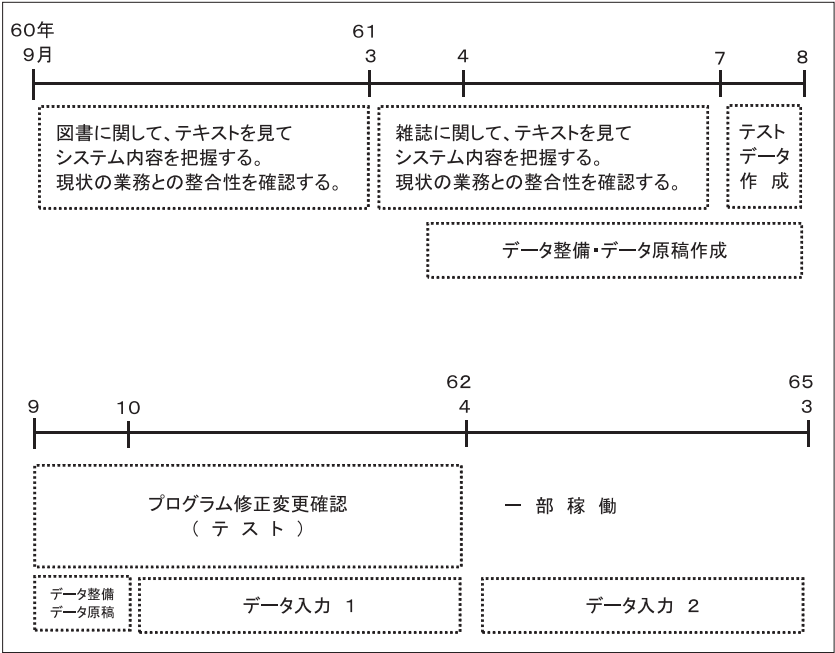 60年 61
9月 3 4 7 8
図書に関して、テキストを見て
システム内容を把握する。
現状の業務との整合性を確認する。
雑誌に関して、テキストを見て
システム内容を把握する。
現状の業務との整合性を確認する。
テスト
データ
作 成
データ整備・データ原稿作成
62 65
9 10 4 3
プログラム修正変更確認
( テ ス ト )
一 部 稼 働
データ整備
データ原稿
データ入力 1
データ入力 2